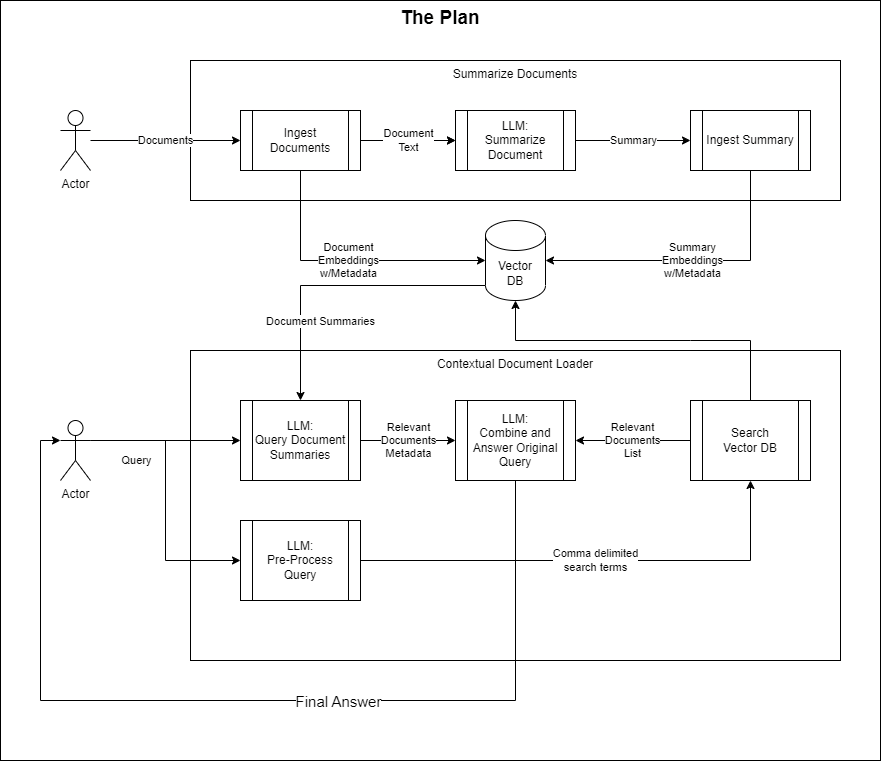 The Plan
Summarize Documents
Actor
Documents
Ingest
Documents
Document
Text
LLM:
Summarize
Document
Summary
Ingest Summary
Document
Embeddings
w/Metadata
Vector
DB
Summary
Embeddings
w/Metadata
Document Summaries
Contextual Document Loader
Actor
Query
LLM:
Query Document
Summaries
Relevant
Documents
Metadata
LLM:
Combine and
Answer Original
Query
Relevant
Documents
List
Search
Vector DB
LLM:
Pre-Process
Query
Comma delimited
search terms
Final Answer